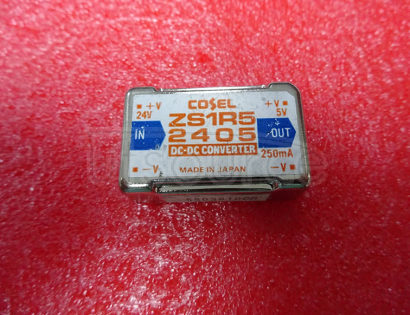 COSEL
+V
24V
+V
5V
ZS1R5
IN
2405
OUT
DC-DC CONVERTER
250mA
-V
-V
MADE IN JAPAN